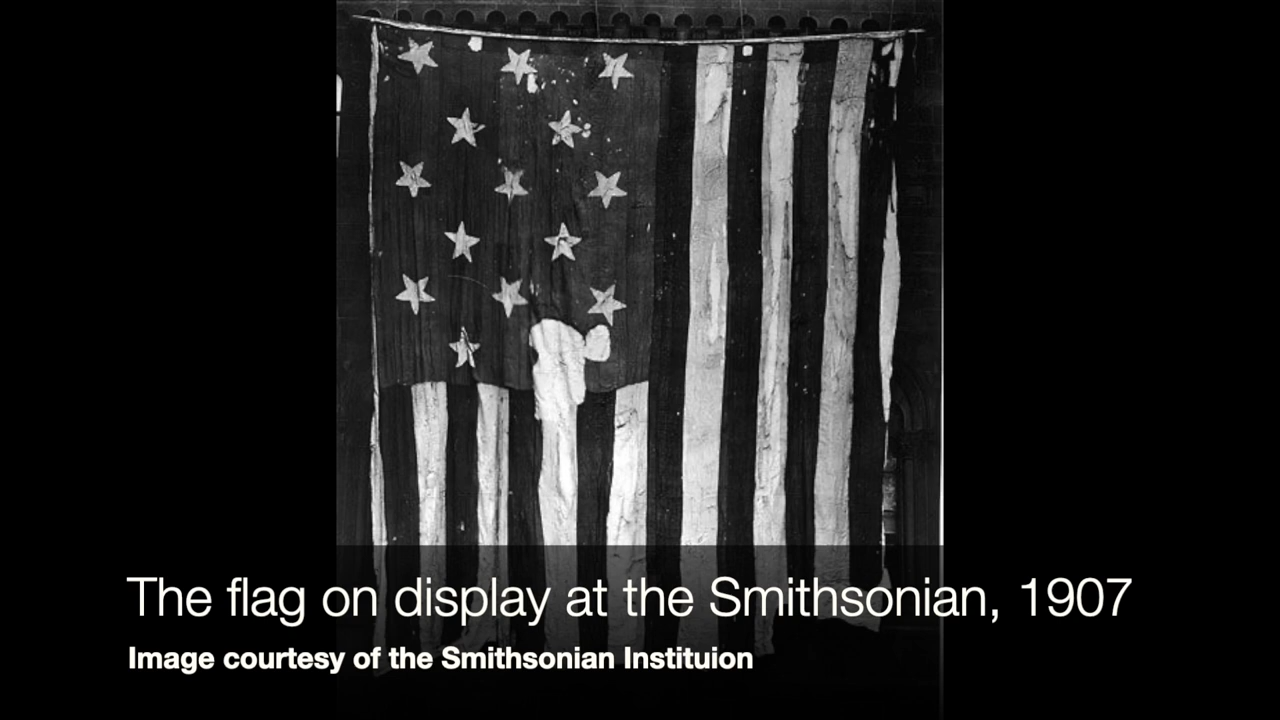 The flag on display at the Smithsonian, 1907
Image courtesy of the Smithsonian Instituion